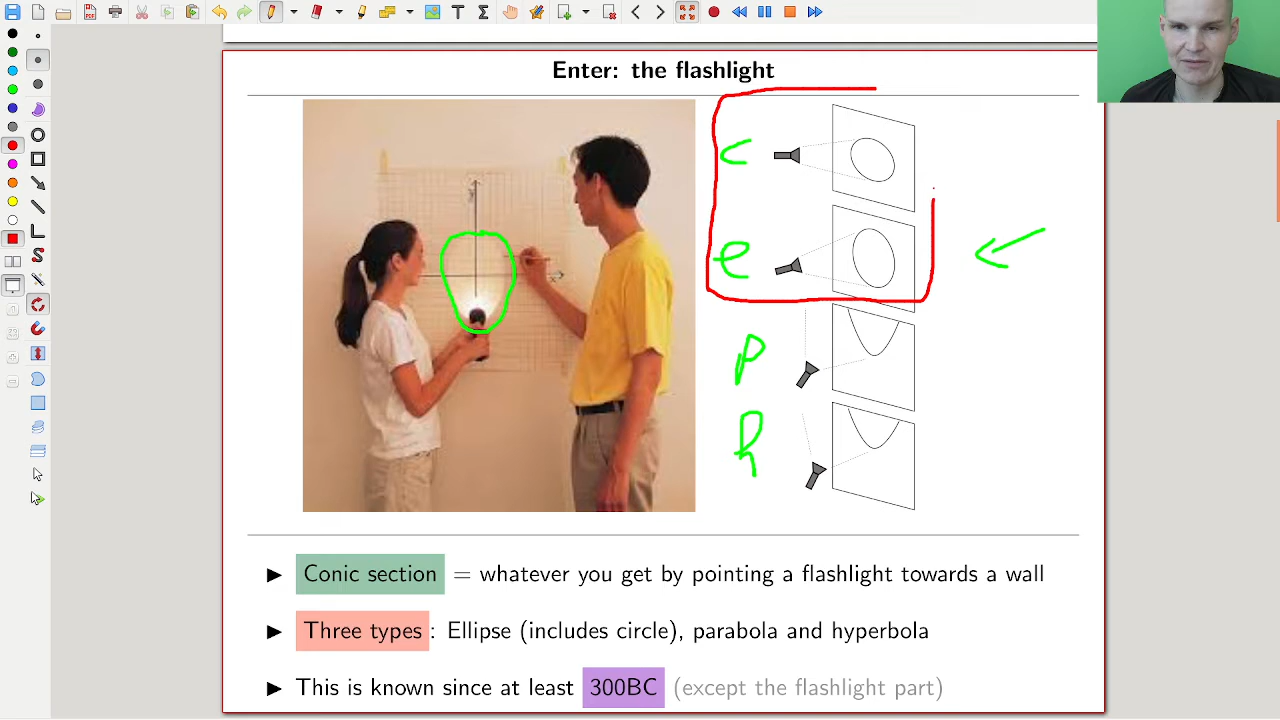 Enter: the flashlight
c
e
p
h
y
x
► Conic section = whatever you get by pointing a flashlight towards a wall
► Three types: Ellipse (includes circle), parabola and hyperbola
► This is known since at least 300BC (except the flashlight part)